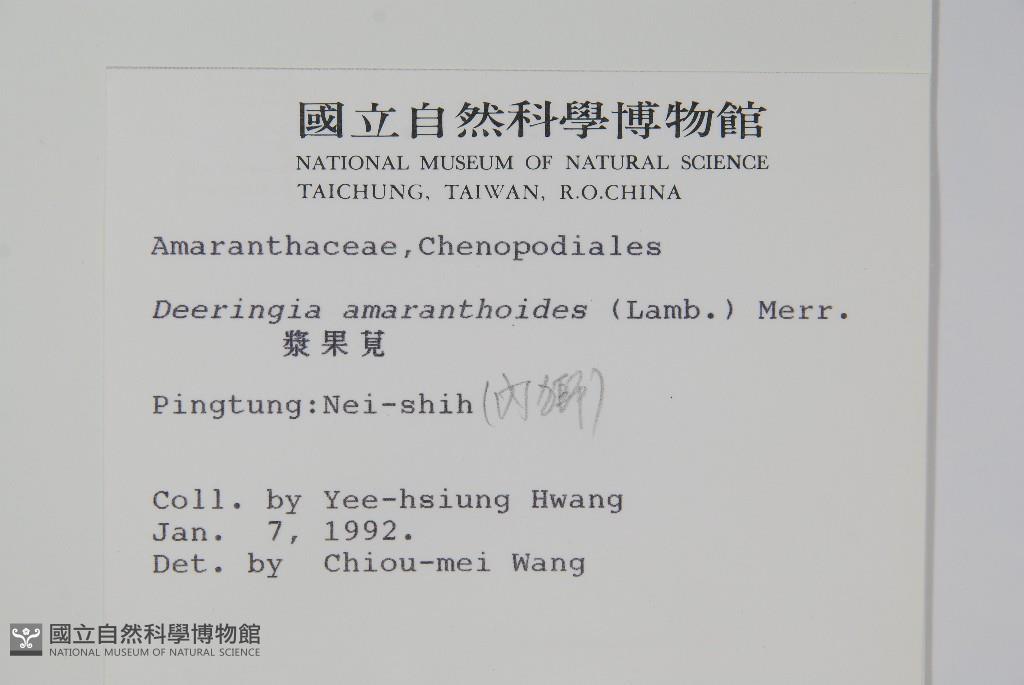 國立自然科學博物館
NATIONAL MUSEUM OF NATURAL SCIENCE
TAICHUNG, TAIWAN, R.O.CHINA
Amaranthaceae,Chenopodiales
Deeringia amaranthoides (Lamb.) Merr.
漿果莧
Pingtung:Nei-shih(內獅)
Coll. by Yee-hsiung Hwang
Jan. 7, 1992.
Det. by Chiou-mei Wang
國立自然科學博物館
NATIONAL MUSEUM OF NATURAL SCIENCE